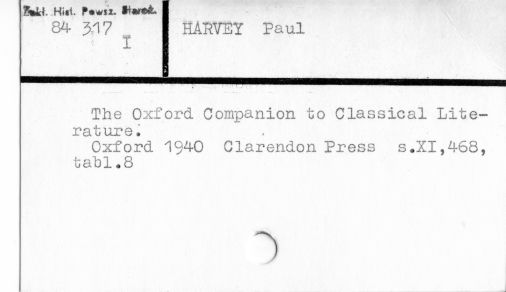 Zakł. Hist. Powsz. Staroż.
84 317
I
HARVEY Paul
The Oxford Companion to Classical Lite-
rature.
Oxford 1940 Clarendon Press s.XI,468,
tabl.8